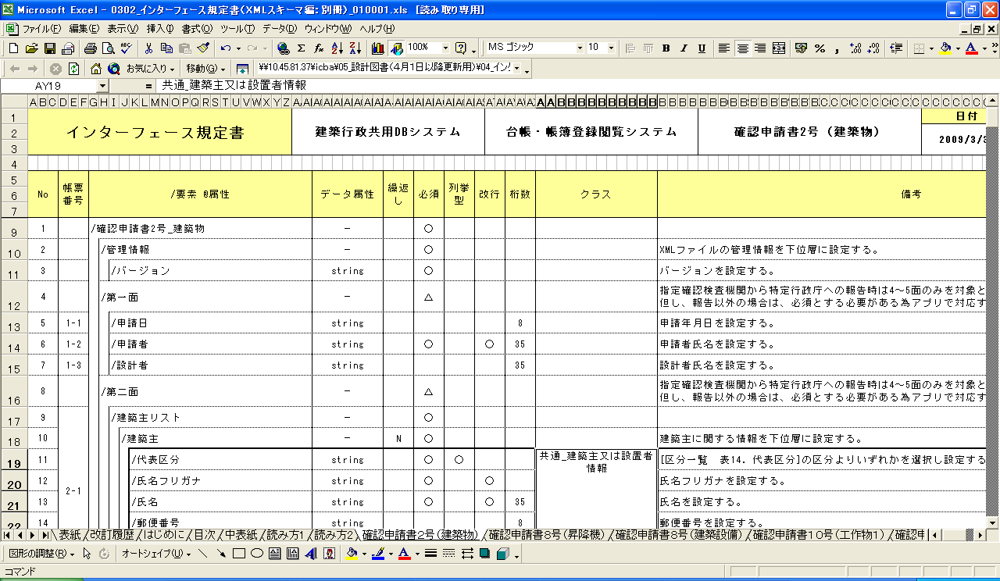 Microsoft Excel - 0302_インターフェース規定書(XMLスキーマ編:別冊)_010001.xls [読み取り専用]
ファイル(F) 編集(E) 表示(V) 挿入(I) 書式(O) ツール(T) データ(D) ウィンドウ(W) ヘルプ(H)
100% MS ゴシック 10 B I U
お気に入り 移動(G) ¥¥10.45.81.37¥icba¥05_設計図書(4月1日以降更新用)¥04_イン
AY19 = 共通_建築主又は設置者情報
インターフェース規定書 建築行政共用DBシステム 台帳・帳簿登録閲覧システム 確認申請書2号(建築物) 日付
2009/3/
No 帳票番号 /要素 @属性 データ属性 繰返し 必須 列挙型 改行 桁数 クラス 備考
9 1 /確認申請書2号_建築物 − ○
10 2 /管理情報 − ○ XMLファイルの管理情報を下位層に設定する。
11 3 /バージョン string ○ バージョンを設定する。
12 4 /第一面 − △ 指定確認検査機関から特定行政庁への報告時は4〜5面のみを対象と
但し、報告以外の場合は、必須とする必要がある為アプリで対応す
13 5 1-1 /申請日 string 8 申請年月日を設定する。
14 6 1-2 /申請者 string ○ ○ 35 申請者氏名を設定する。
15 7 1-3 /設計者 string 35 設計者氏名を設定する。
16 8 /第二面 − △ 指定確認検査機関から特定行政庁への報告時は4〜5面のみを対象と
但し、報告以外の場合は、必須とする必要がある為アプリで対応す
17 9 /建築主リスト − ○
18 10 /建築主 − N ○ 建築主に関する情報を下位層に設定する。
19 11 /代表区分 string ○ ○ 共通_建築主又は設置者情報 [区分一覧 表14. 代表区分]の区分よりいずれかを選択し設定する
20 12 /氏名フリガナ string ○ ○ 氏名フリガナを設定する。
2-1
21 13 /氏名 string ○ ○ 35 氏名を設定する。
22 14 /郵便番号 string 8 郵便番号を設定する。
表紙 / 改訂履歴 / はじめに / 目次 / 中表紙 / 読み方1 / 読み方2 / 確認申請書2号(建築物) / 確認申請書8号(昇降機) / 確認申請書8号(建築設備) / 確認申請書10号(工作物1) / 確認申
図形の調整(R) オートシェイプ(U)
コマンド